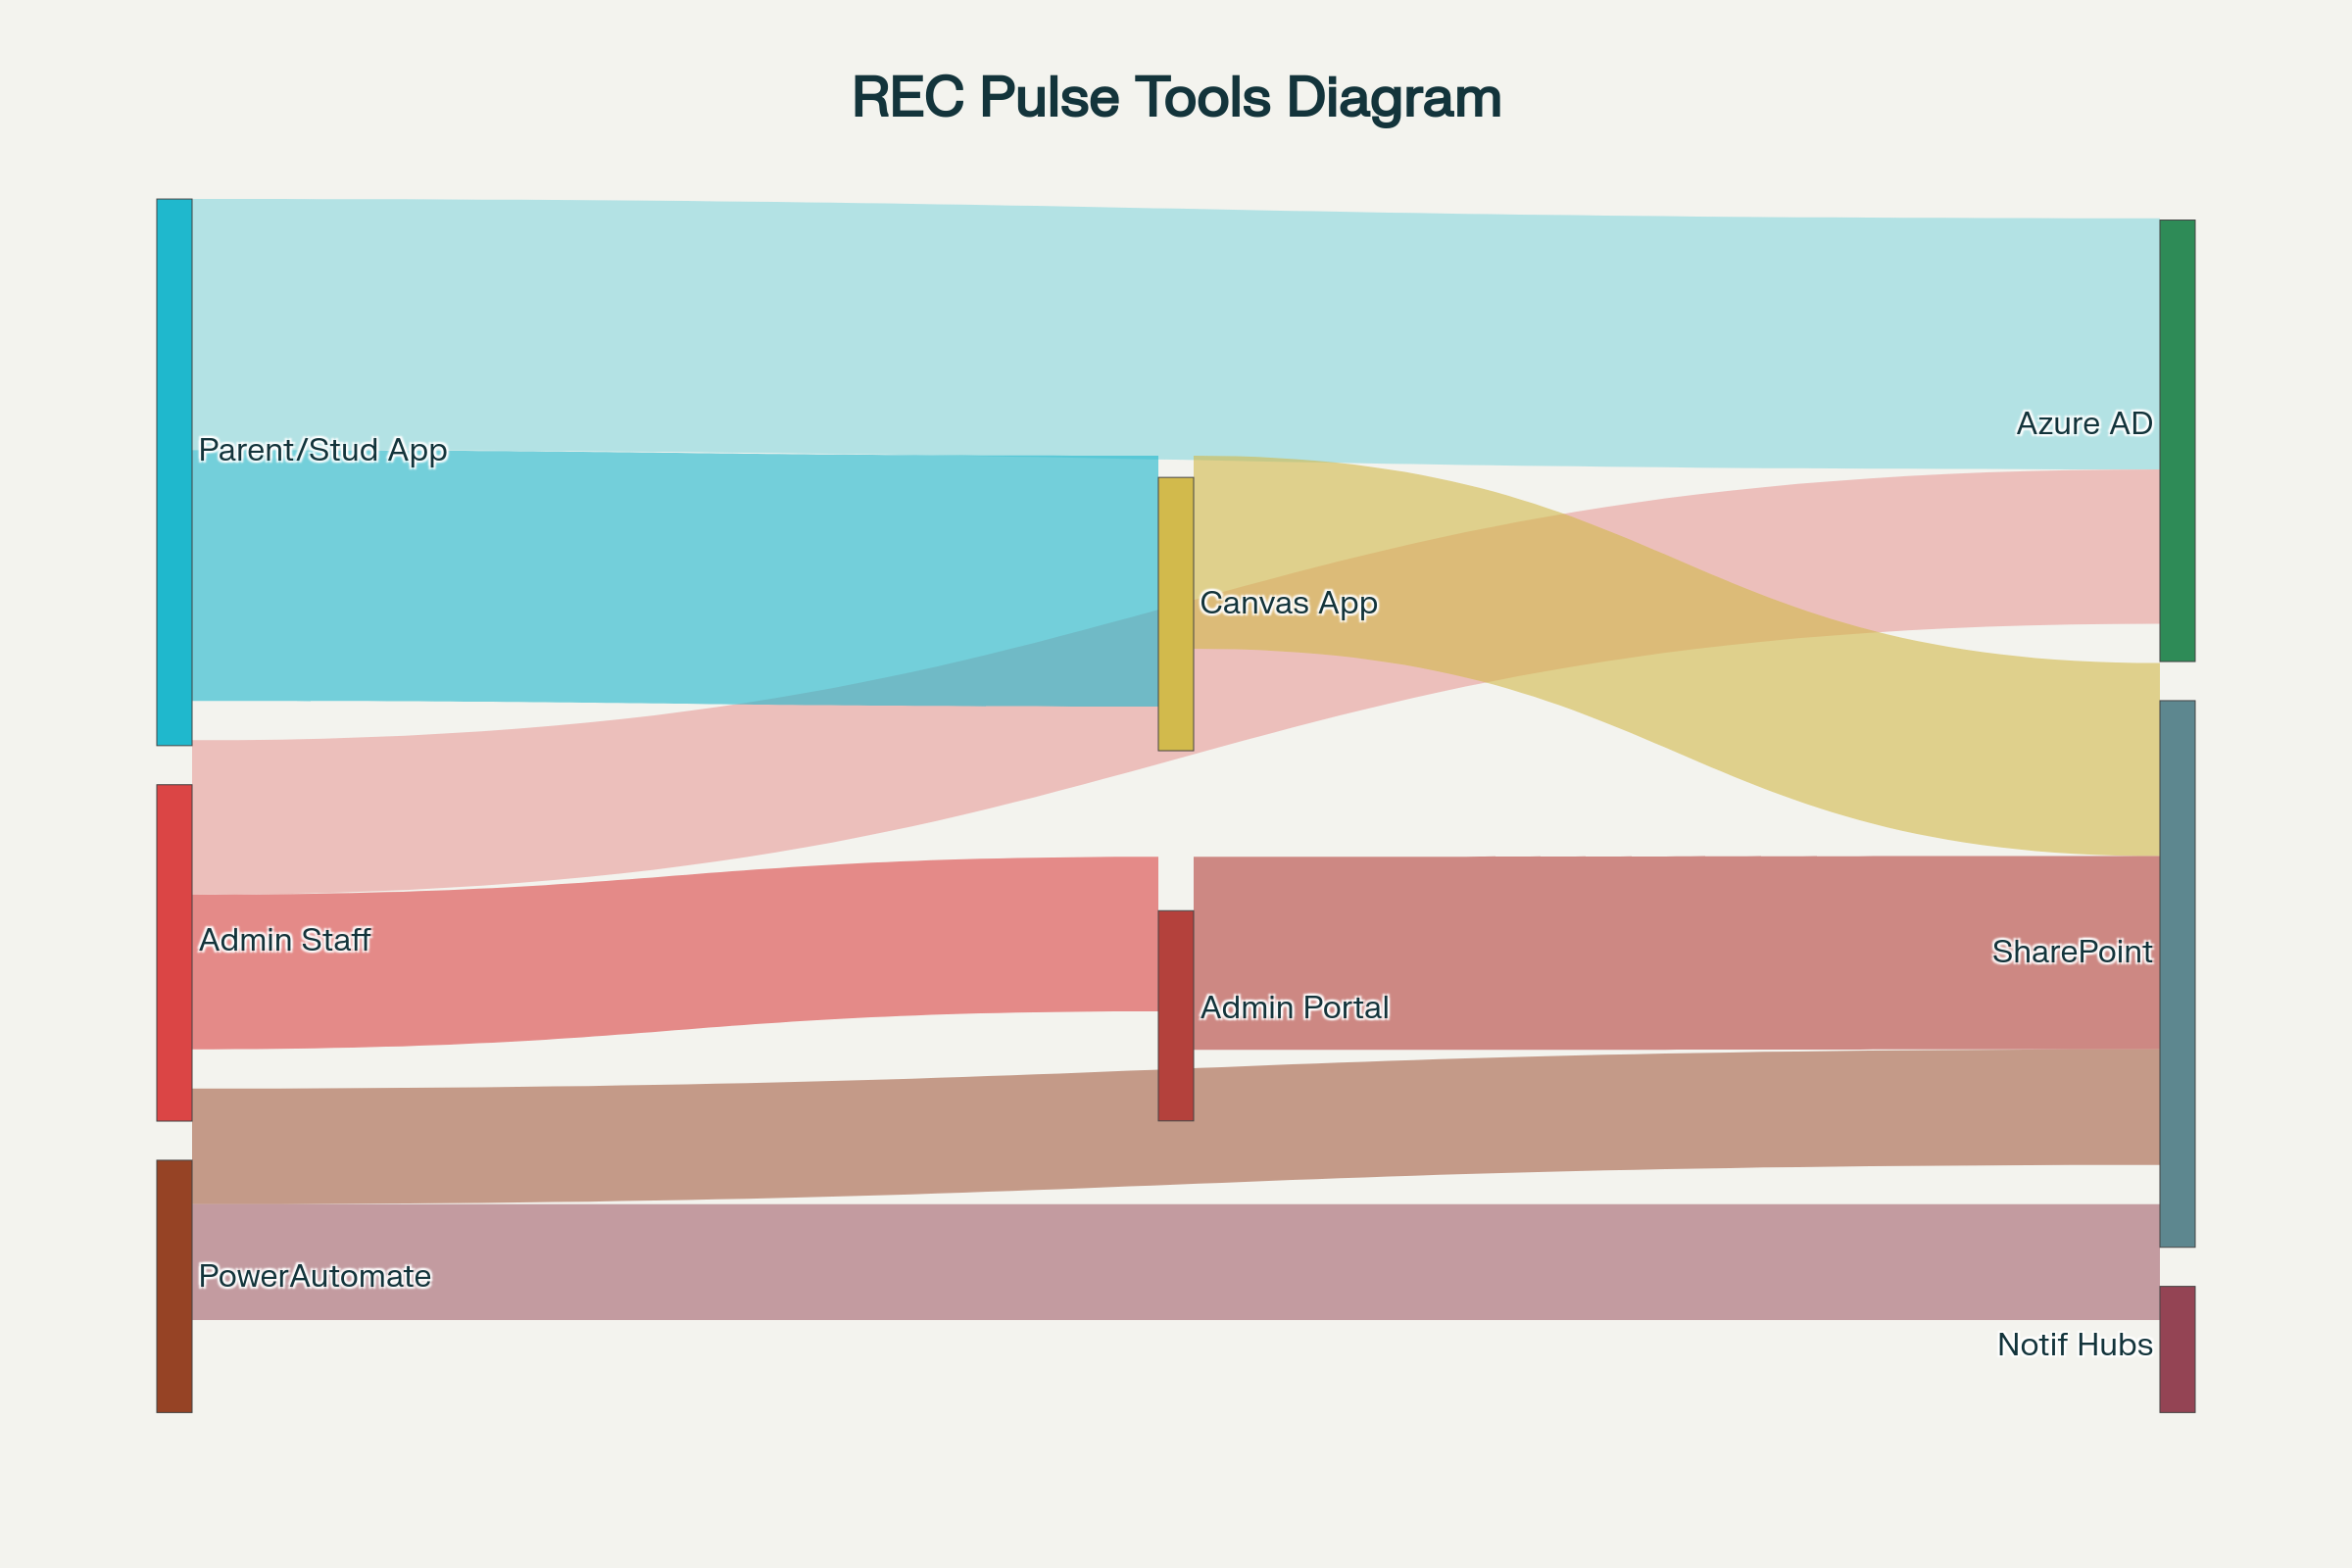 REC Pulse Tools Diagram
Azure AD
Parent/Stud App
Canvas App
Admin Staff
SharePoint
Admin Portal
PowerAutomate
Notif Hubs